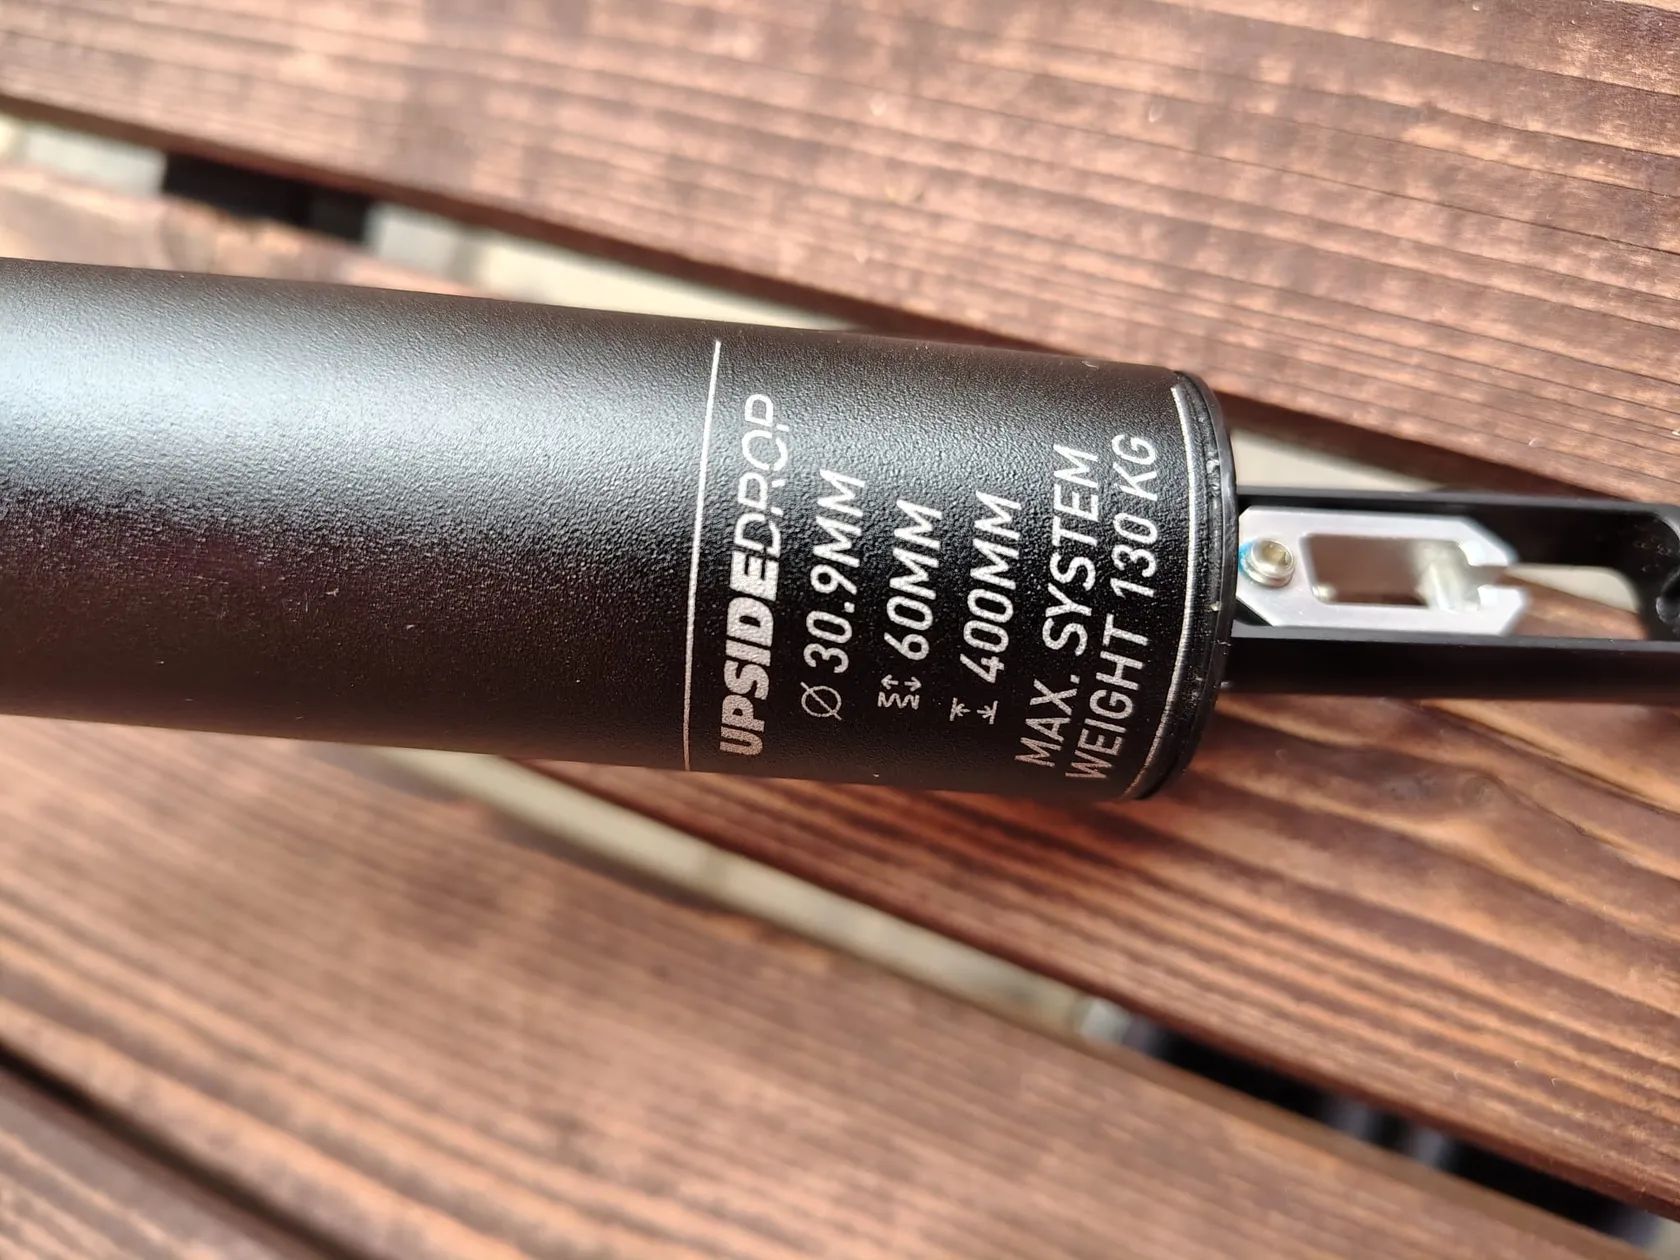 UPSIDEDROP
Ø 30.9MM
60MM
400MM
MAX. SYSTEM
WEIGHT 130 KG